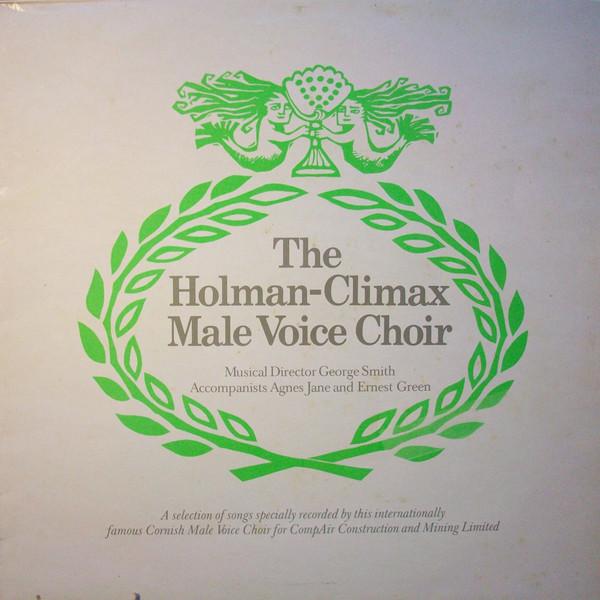 The
Holman-Climax
Male Voice Choir
Musical Director George Smith
Accompanists Agnes Jane and Ernest Green
A selection of songs specially recorded by this internationally
famous Cornish Male Voice Choir for CompAir Construction and Mining Limited